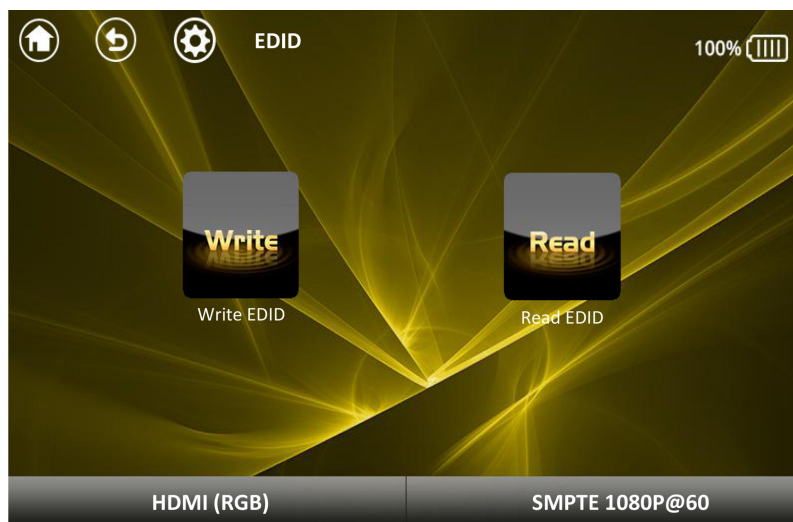 EDID
100%
Write
Read
Write EDID
Read EDID
HDMI (RGB)
SMPTE 1080P@60